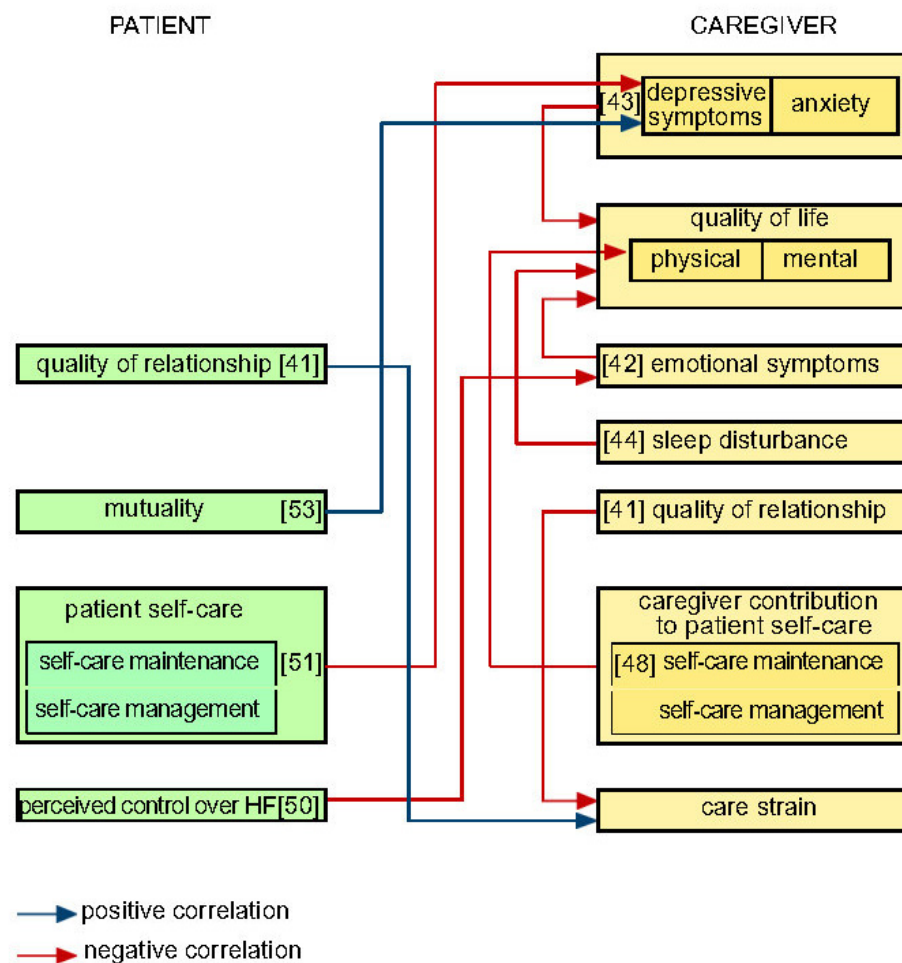 PATIENT
CAREGIVER
[43]
depressive
symptoms
anxiety
quality of life
physical
mental
quality of relationship [41]
[42] emotional symptoms
[44] sleep disturbance
mutuality [53]
[41] quality of relationship
patient self-care
self-care maintenance
[51]
self-care management
caregiver contribution
to patient self-care
[48] self-care maintenance
self-care management
perceived control over HF[50]
care strain
positive correlation
negative correlation